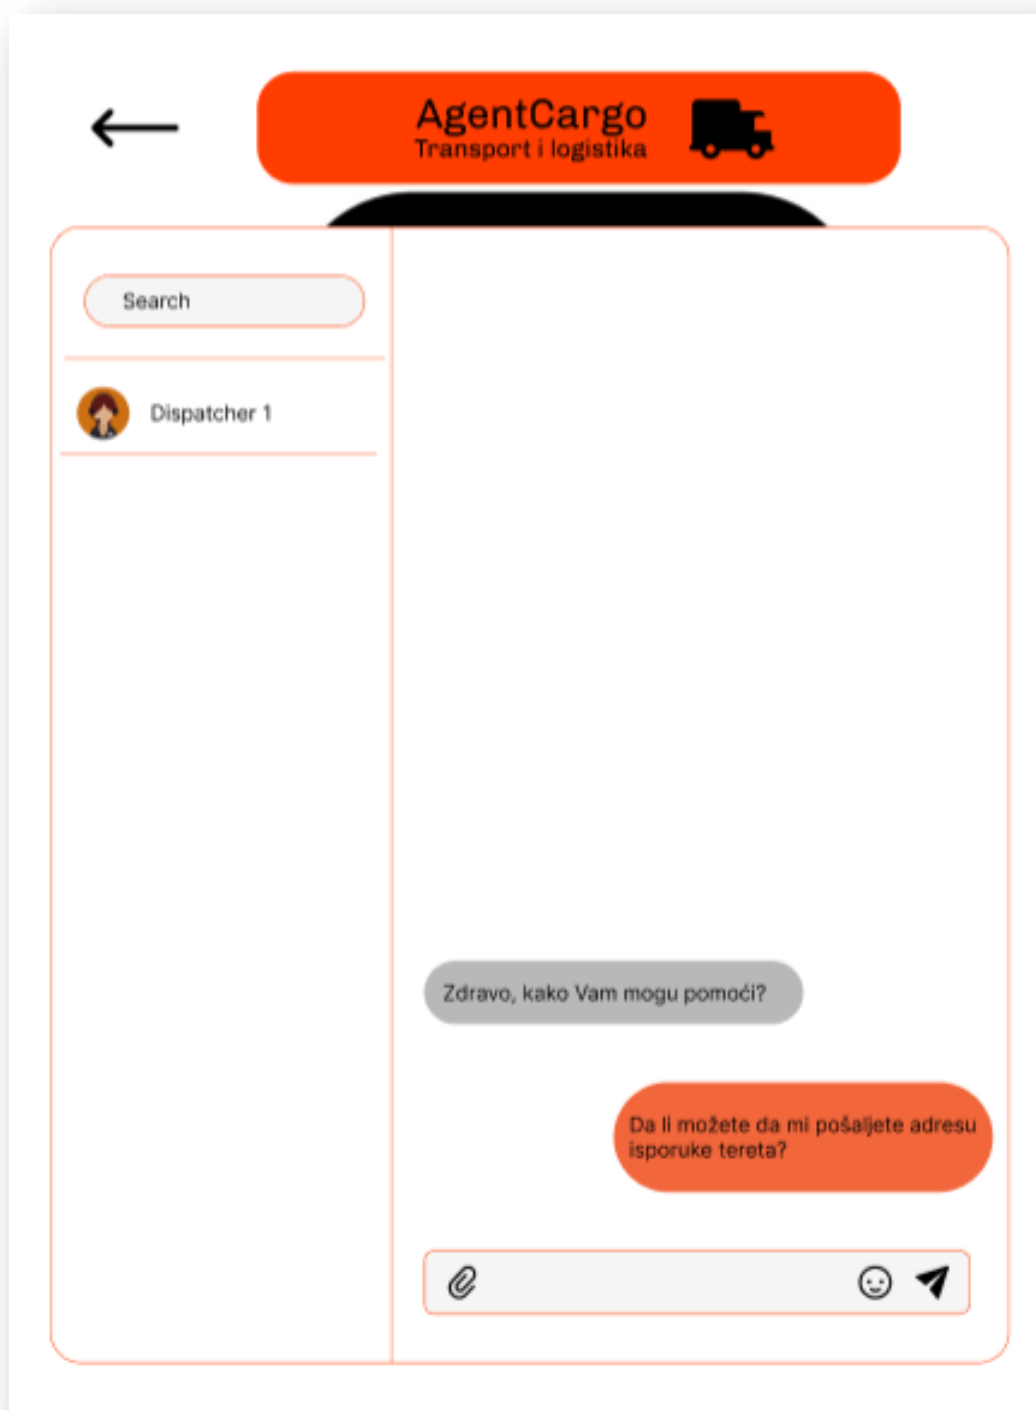 AgentCargo
Transport i logistika
Search
Dispatcher 1
Zdravo, kako Vam mogu pomoći?
Da li možete da mi pošaljete adresu
isporuke tereta?